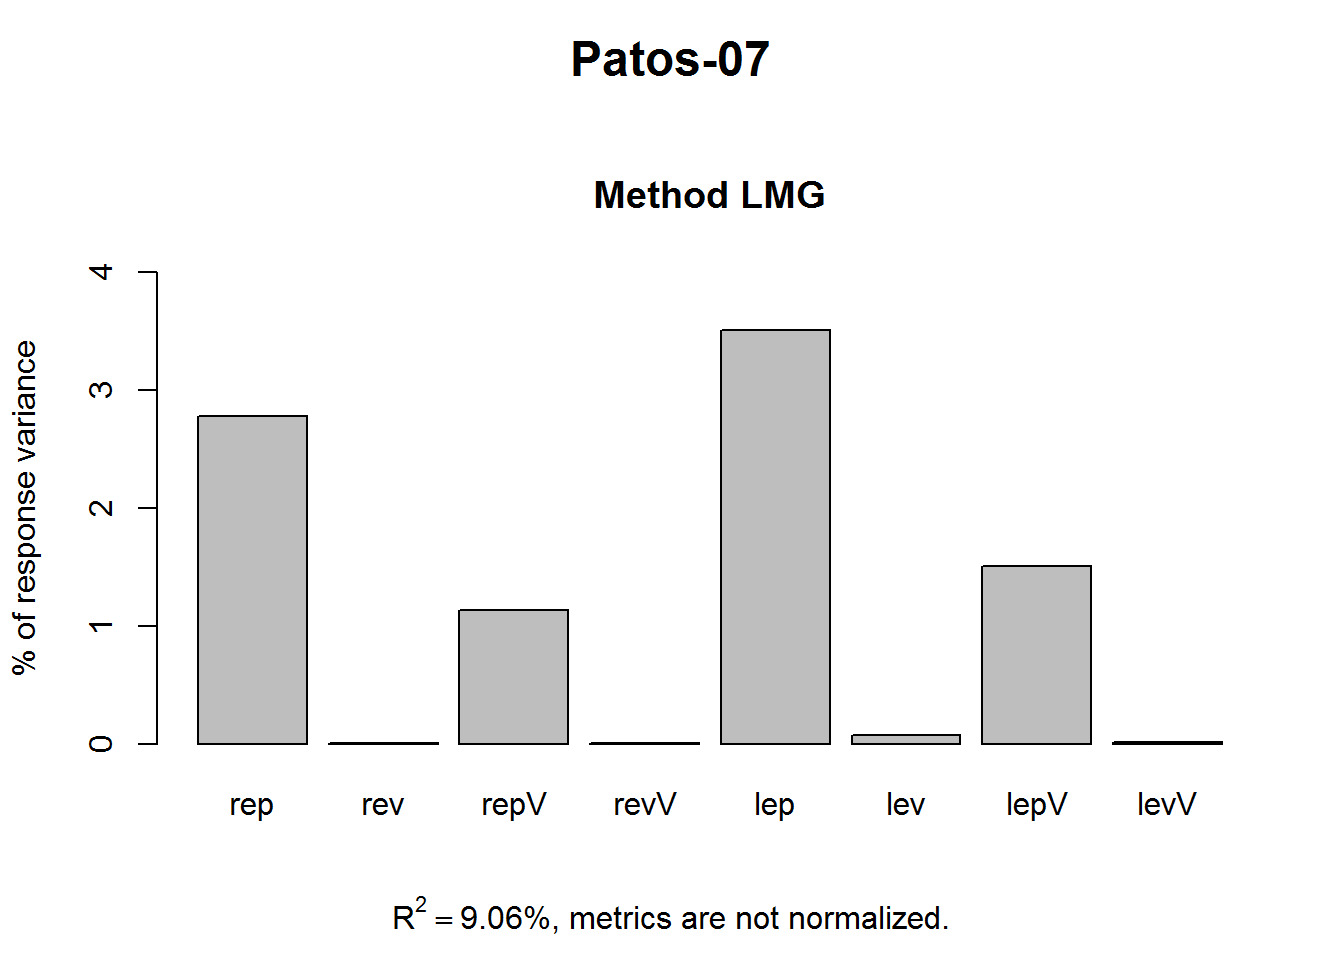 Patos-07
Method LMG
% of response variance
4
3
2
1
0
rep rev repV revV lep lev lepV levV
R² = 9.06%, metrics are not normalized.